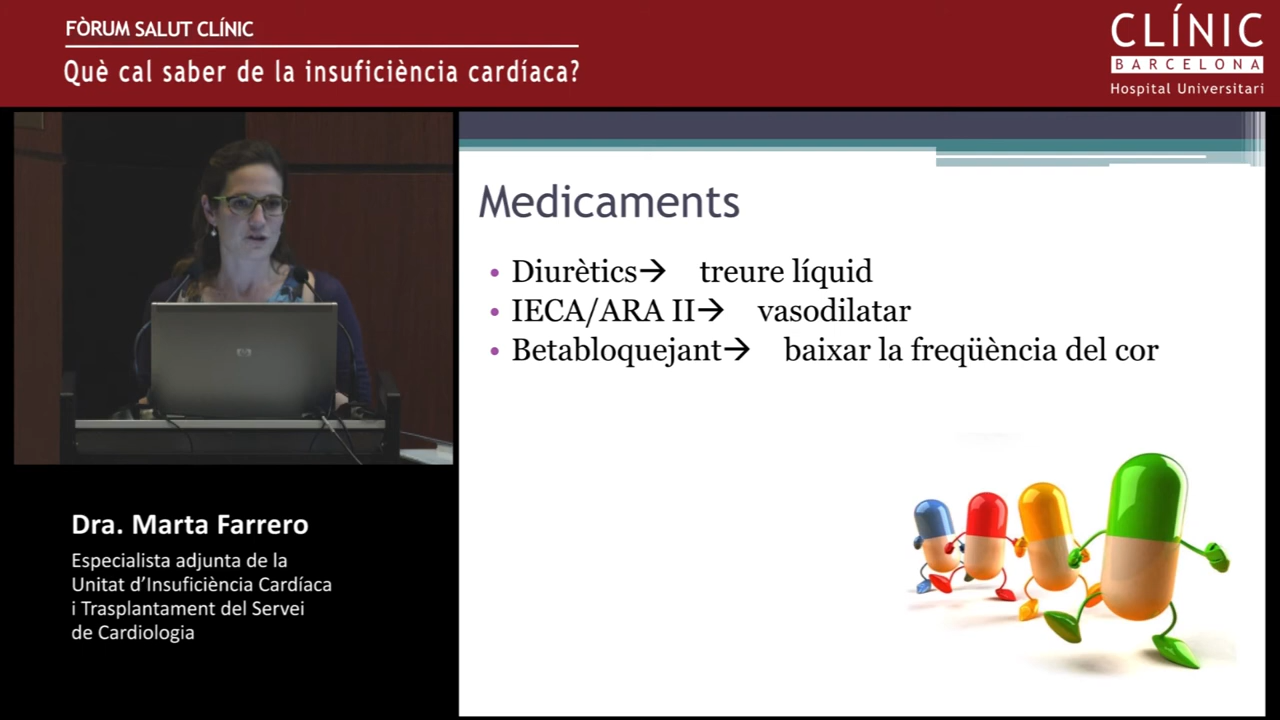 FÒRUM SALUT CLÍNIC
Què cal saber de la insuficiència cardíaca?
CLÍNIC
BARCELONA
Hospital Universitari
Medicaments
• Diurètics→ treure líquid
• IECA/ARA II→ vasodilatar
• Betabloquejant→ baixar la freqüència del cor
Dra. Marta Farrero
Especialista adjunta de la
Unitat d'Insuficiència Cardíaca
i Trasplantament del Servei
de Cardiologia